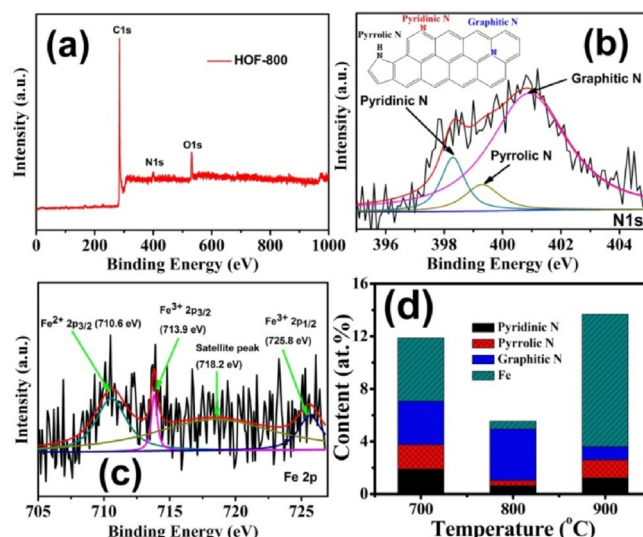 (a)
C1s
HOF-800
N1s
O1s
Intensity (a.u.)
0 200 400 600 800 1000
Binding Energy (eV)
(b)
Pyridinic N
Graphitic N
Pyrrolic N
H
N
N
N
Graphitic N
Pyridinic N
Pyrrolic N
Intensity (a.u.)
396 398 400 402 404
N1s
Binding Energy (eV)
(c)
Fe²⁺ 2p3/2 (710.6 eV)
Fe³⁺ 2p3/2
(713.9 eV)
Satellite peak
(718.2 eV)
Fe³⁺ 2p1/2
(725.8 eV)
Fe 2p
Intensity (a.u.)
705 710 715 720 725
Binding Energy (eV)
(d)
Pyridinic N
Pyrrolic N
Graphitic N
Fe
Content (at.%)
16
12
8
4
0
700 800 900
Temperature (°C)